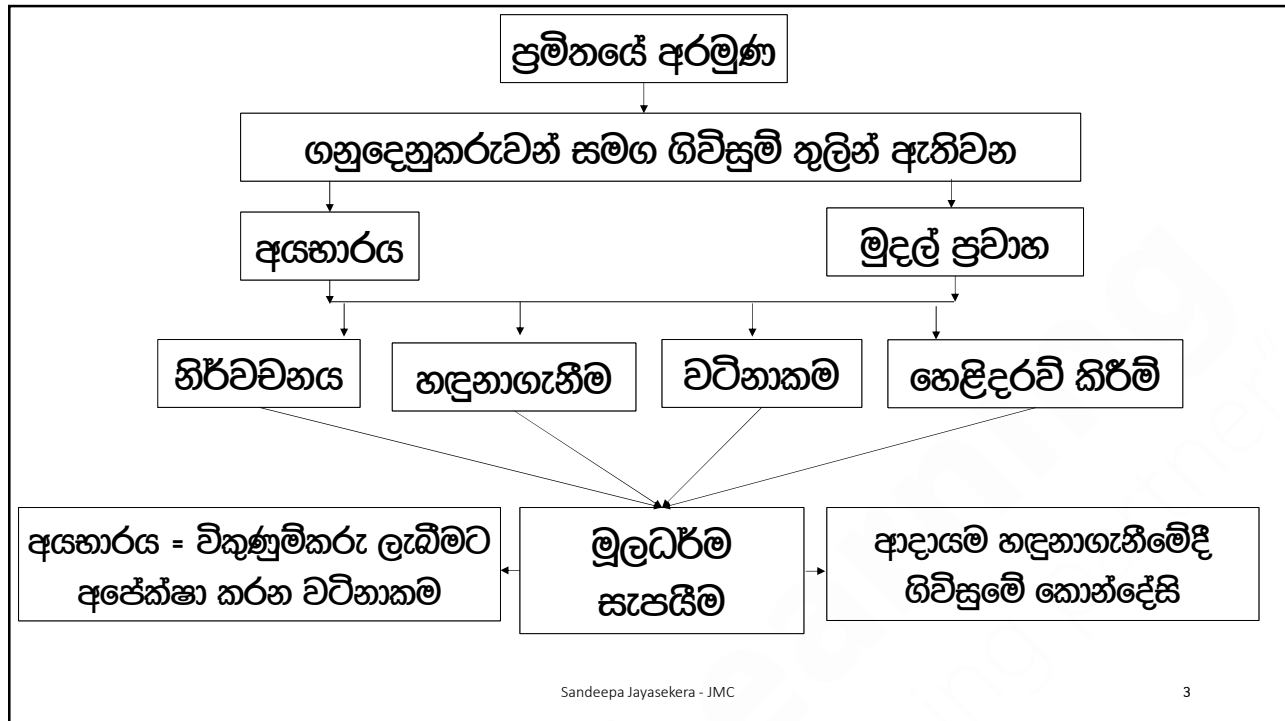 ප්‍රමිතයේ අරමුණ
ගනුදෙනුකරුවන් සමග ගිවිසුම් තුලින් ඇතිවන
අයභාරය
මුදල් ප්‍රවාහ
නිර්වචනය
හඳුනාගැනීම
වටිනාකම
හෙළිදරව් කිරීම්
අයභාරය = විකුණුම්කරු ලැබීමට
අපේක්ෂා කරන වටිනාකම
මූලධර්ම
සැපයීම
ආදායම හඳුනාගැනීමේදී
ගිවිසුමේ කොන්දේසි
Sandeepa Jayasekera - JMC
3